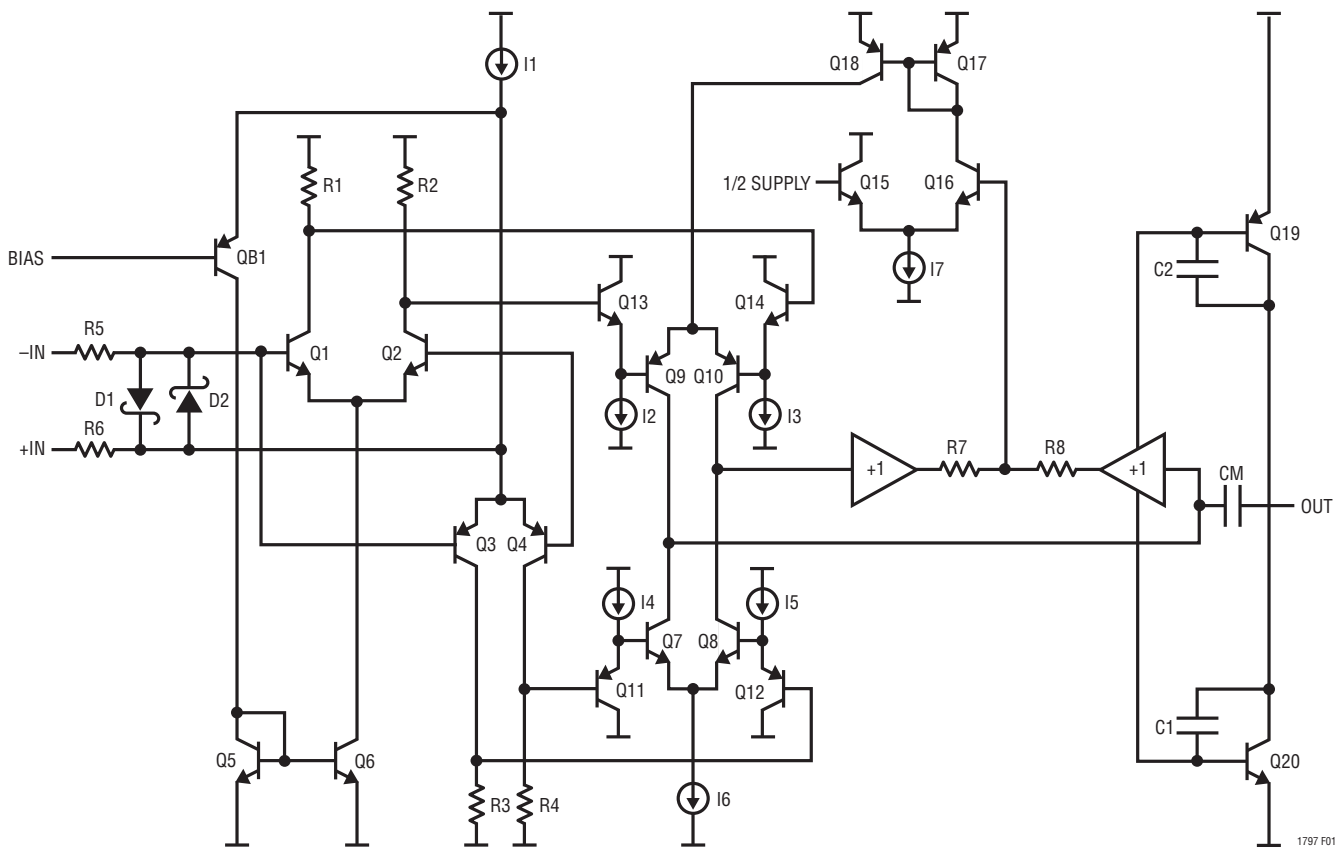 I1
Q18
Q17
R1
R2
1/2 SUPPLY
Q15
Q16
BIAS
QB1
Q19
C2
I7
Q13
Q14
R5
–IN
Q1
Q2
Q9
Q10
D1
D2
I2
I3
R6
+IN
+1
R7
R8
+1
CM
OUT
Q3
Q4
I4
I5
Q7
Q8
Q11
Q12
C1
Q5
Q6
Q20
R3
R4
I6
1797 F01